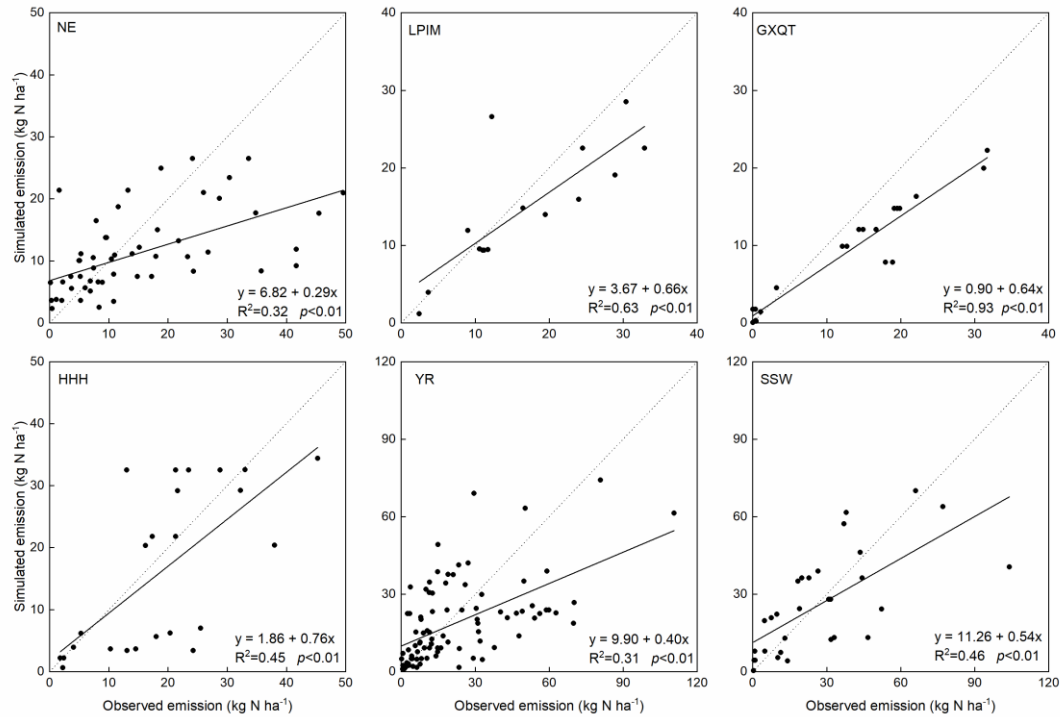 NE
50
40
30
20
10
0
0 10 20 30 40 50
y = 6.82 + 0.29x
R²=0.32 p<0.01
LPIM
40
30
20
10
0
0 10 20 30 40
y = 3.67 + 0.66x
R²=0.63 p<0.01
GXQT
40
30
20
10
0
0 10 20 30 40
y = 0.90 + 0.64x
R²=0.93 p<0.01
Simulated emission (kg N ha⁻¹)
HHH
50
40
30
20
10
0
0 10 20 30 40 50
y = 1.86 + 0.76x
R²=0.45 p<0.01
YR
120
90
60
30
0
0 30 60 90 120
y = 9.90 + 0.40x
R²=0.31 p<0.01
SSW
120
90
60
30
0
0 30 60 90 120
y = 11.26 + 0.54x
R²=0.46 p<0.01
Simulated emission (kg N ha⁻¹)
Observed emission (kg N ha⁻¹)
Observed emission (kg N ha⁻¹)
Observed emission (kg N ha⁻¹)